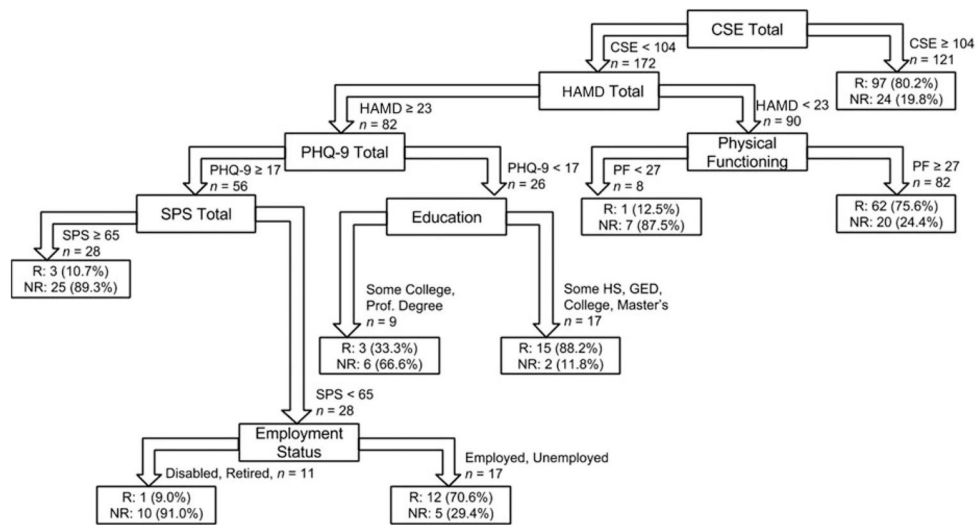 CSE Total
CSE < 104
n = 172
CSE ≥ 104
n = 121
R: 97 (80.2%)
NR: 24 (19.8%)
HAMD Total
HAMD ≥ 23
n = 82
HAMD < 23
n = 90
PHQ-9 Total
Physical
Functioning
PHQ-9 ≥ 17
n = 56
PHQ-9 < 17
n = 26
PF < 27
n = 8
PF ≥ 27
n = 82
SPS Total
Education
R: 1 (12.5%)
NR: 7 (87.5%)
R: 62 (75.6%)
NR: 20 (24.4%)
SPS ≥ 65
n = 28
R: 3 (10.7%)
NR: 25 (89.3%)
Some College,
Prof. Degree
n = 9
Some HS, GED,
College, Master's
n = 17
R: 3 (33.3%)
NR: 6 (66.6%)
R: 15 (88.2%)
NR: 2 (11.8%)
SPS < 65
n = 28
Employment
Status
Disabled, Retired, n = 11
Employed, Unemployed
n = 17
R: 1 (9.0%)
NR: 10 (91.0%)
R: 12 (70.6%)
NR: 5 (29.4%)